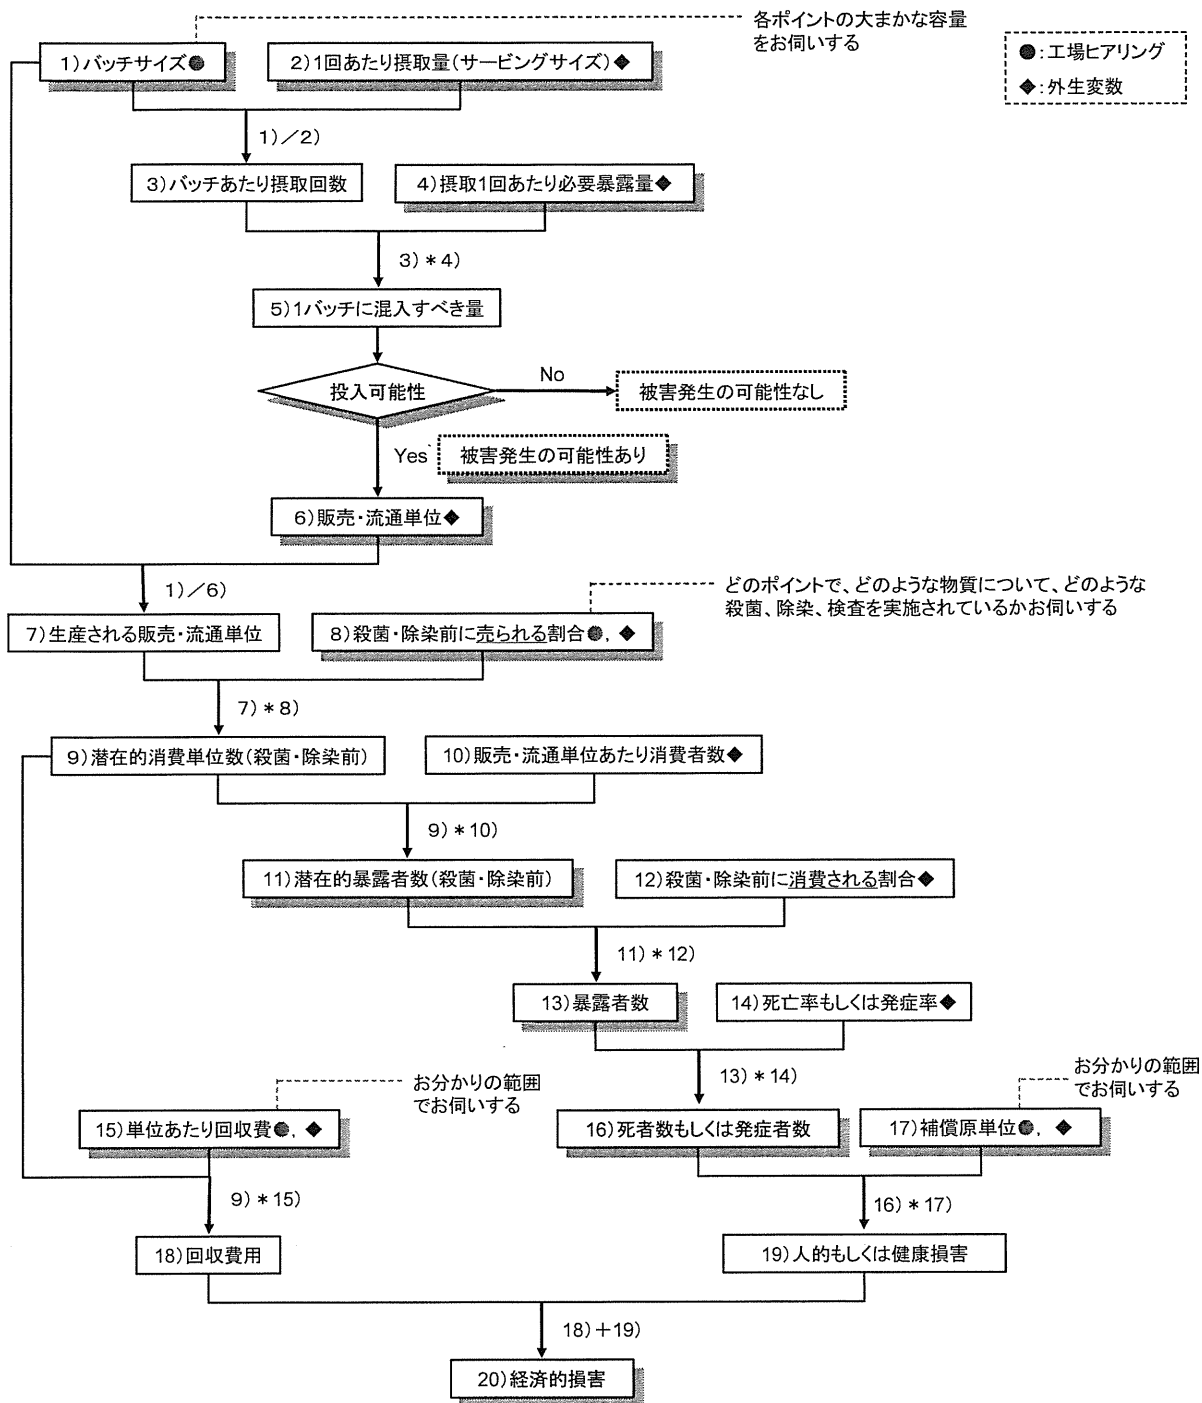 各ポイントの大まかな容量
をお伺いする
●:工場ヒアリング
◆:外生変数
1)バッチサイズ●
2)1回あたり摂取量(サービングサイズ)◆
1)/2)
3)バッチあたり摂取回数
4)摂取1回あたり必要暴露量◆
3)*4)
5)1バッチに混入すべき量
投入可能性
No
被害発生の可能性なし
Yes
被害発生の可能性あり
6)販売・流通単位◆
1)/6)
どのポイントで、どのような物質について、どのような
殺菌、除染、検査を実施されているかお伺いする
7)生産される販売・流通単位
8)殺菌・除染前に売られる割合●, ◆
7)*8)
9)潜在的消費単位数(殺菌・除染前)
10)販売・流通単位あたり消費者数◆
9)*10)
11)潜在的暴露者数(殺菌・除染前)
12)殺菌・除染前に消費される割合◆
11)*12)
13)暴露者数
14)死亡率もしくは発症率◆
13)*14)
お分かりの範囲
でお伺いする
お分かりの範囲
でお伺いする
15)単位あたり回収費●, ◆
16)死者数もしくは発症者数
17)補償原単位●, ◆
9)*15)
16)*17)
18)回収費用
19)人的もしくは健康損害
18)+19)
20)経済的損害